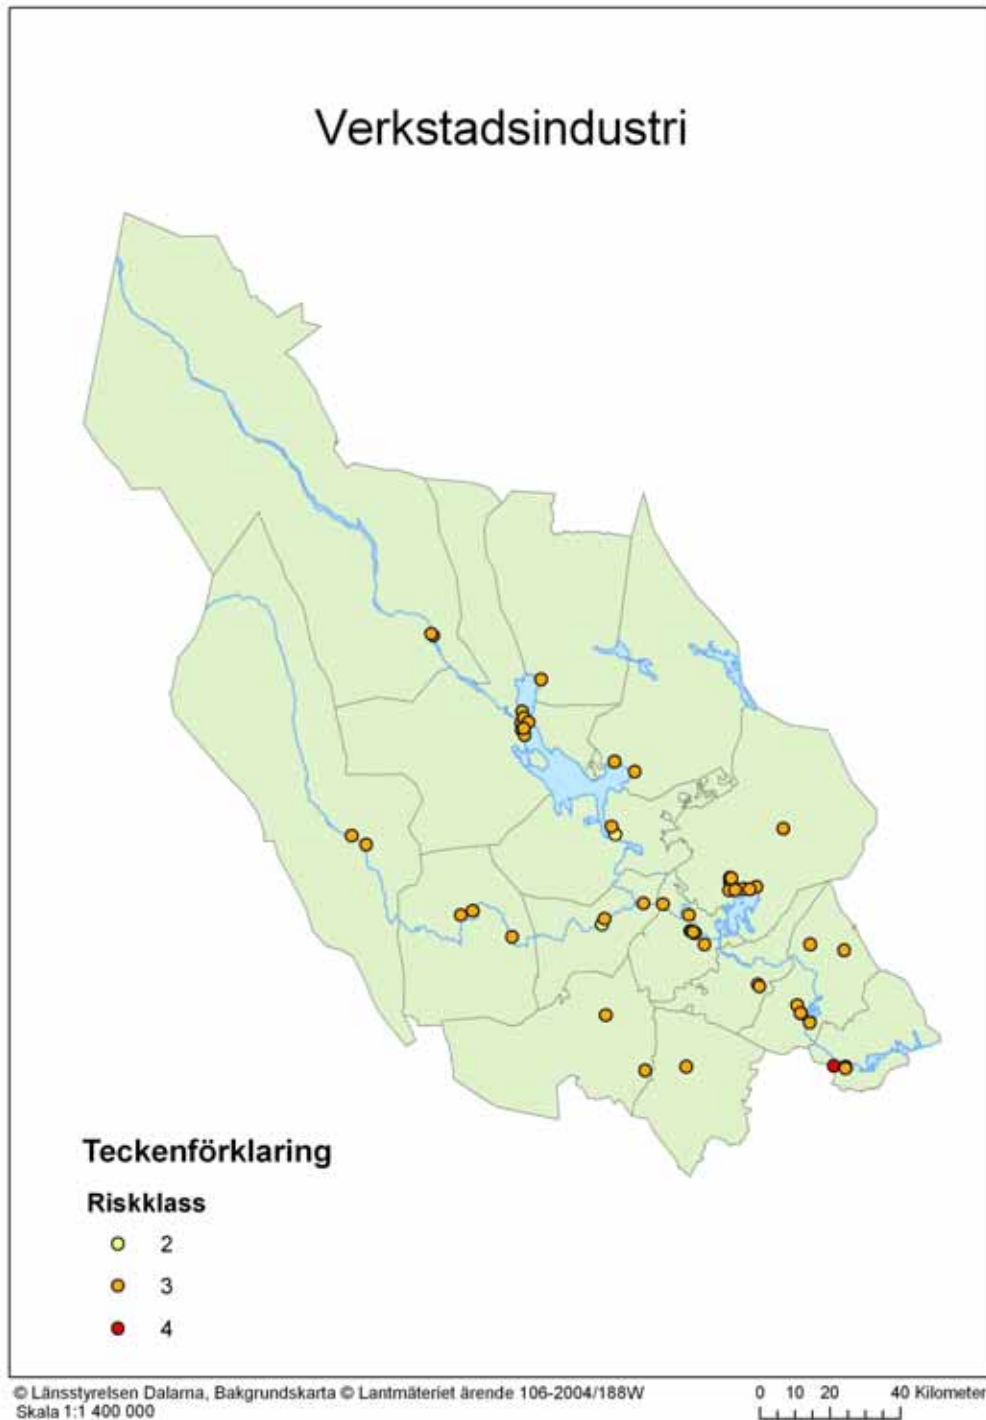 Verkstadsindustri
Teckenförklaring
Riskklass
2
3
4
© Länsstyrelsen Dalarna, Bakgrundskarta © Lantmäteriet ärende 106-2004/188W
Skala 1:1 400 000
0 10 20 40 Kilometer